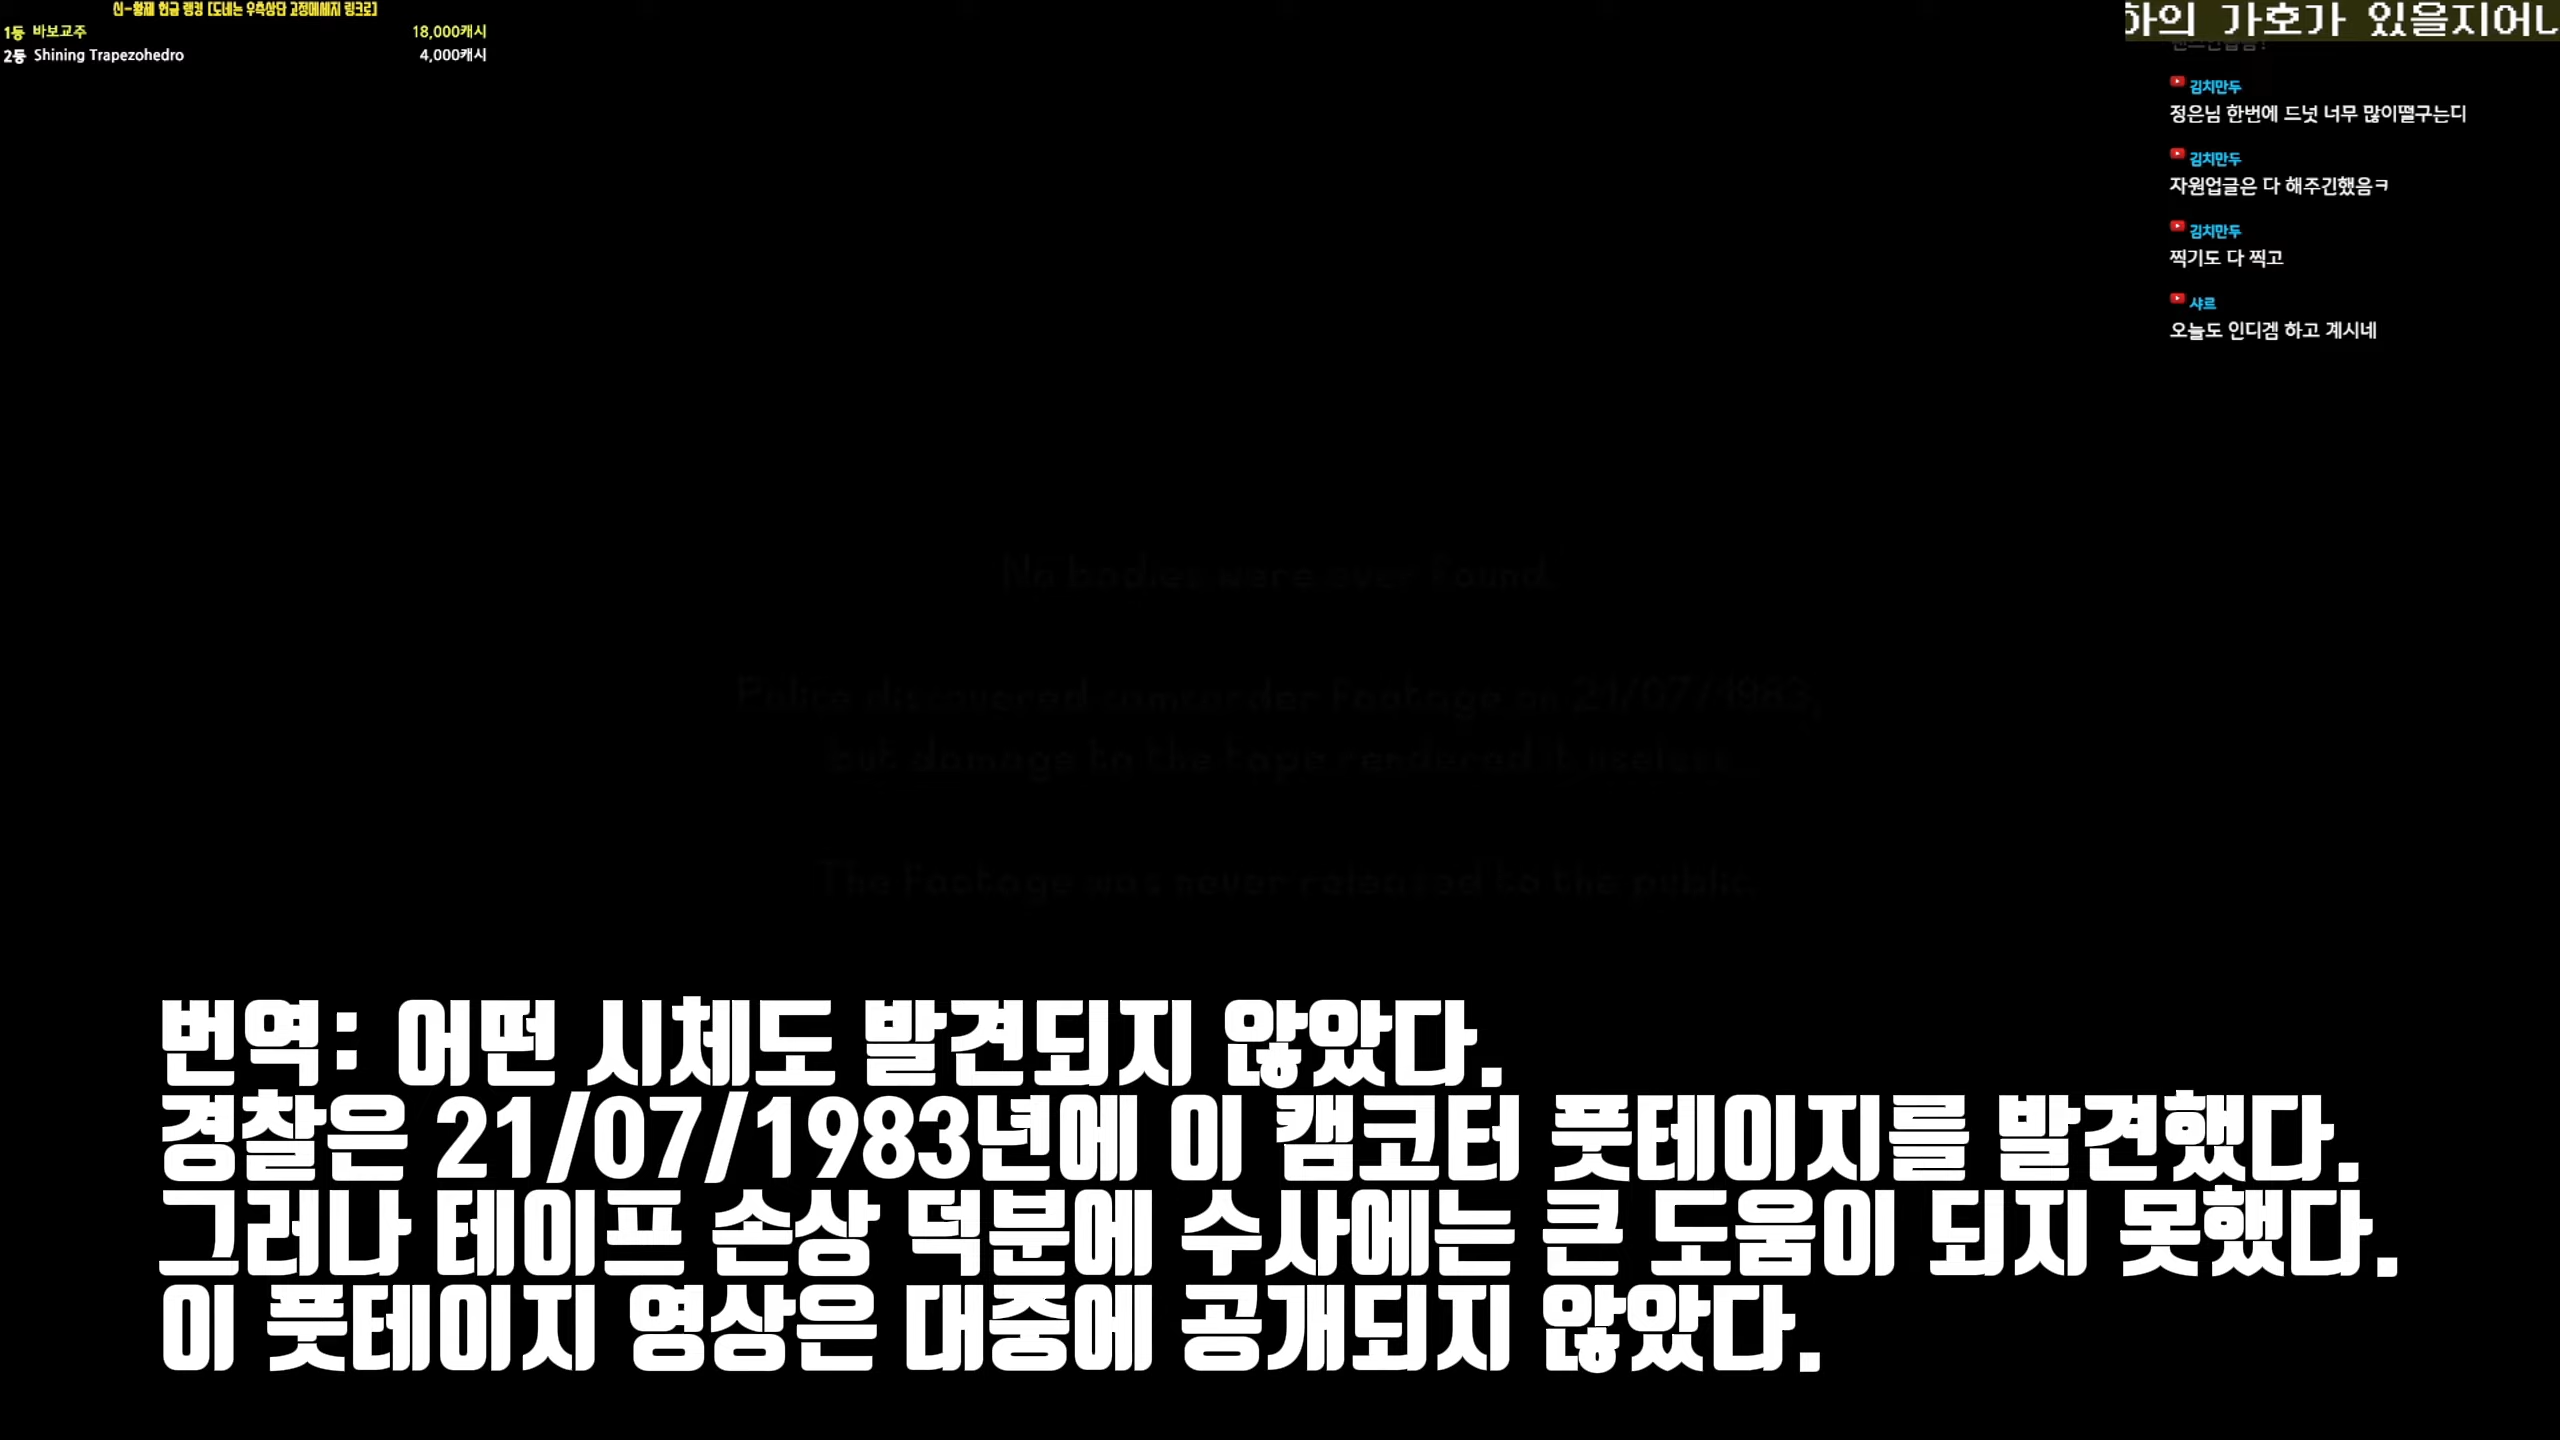 신-황제 헌금 랭킹 [도네는 우측상단 고정메세지 링크로]
1등 바보교주 18,000캐시
2등 Shining Trapezohedro 4,000캐시
하의 가호가 있을지어
김치만두
정은님 한번에 드넛 너무 많이떨구는디
김치만두
자원업글은 다 해주긴했음ㅋ
김치만두
찍기도 다 찍고
샤르
오늘도 인디겜 하고 계시네
No bodies were ever found.
Police discovered camcorder footage on 21/07/1983,
but damage to the tape rendered it useless.
The footage was never released to the public.
번역: 어떤 시체도 발견되지 않았다.
경찰은 21/07/1983년에 이 캠코터 풋테이지를 발견했다.
그러나 테이프 손상 덕분에 수사에는 큰 도움이 되지 못했다.
이 풋테이지 영상은 대중에 공개되지 않았다.